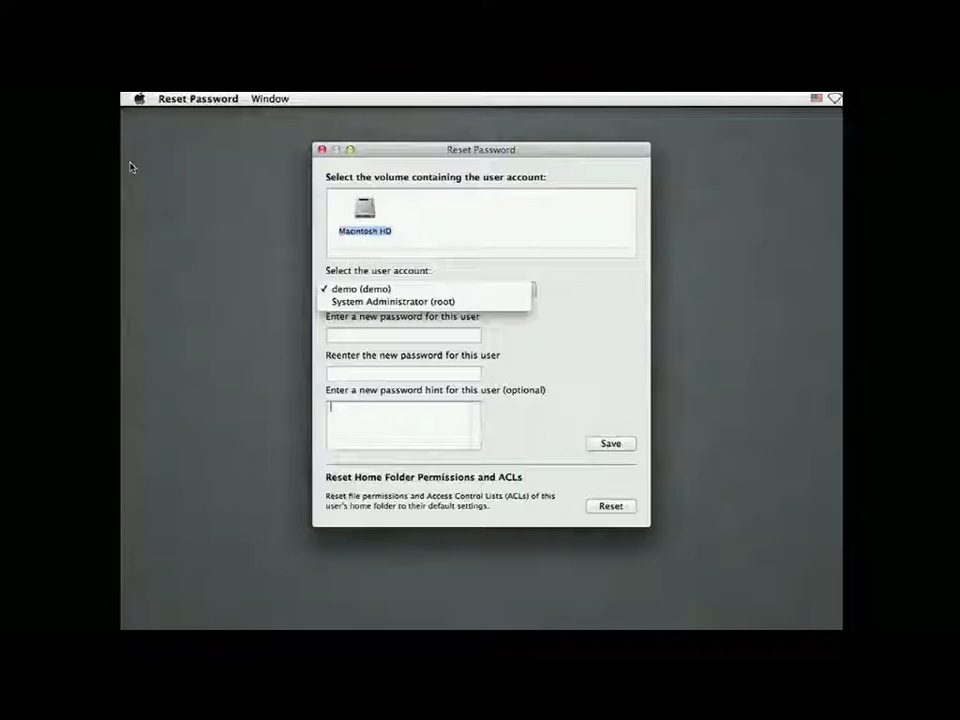 Reset Password Window
Reset Password
Select the volume containing the user account:
Macintosh HD
Select the user account:
✓ demo (demo)
System Administrator (root)
Enter a new password for this user
Reenter the new password for this user
Enter a new password hint for this user (optional)
Save
Reset Home Folder Permissions and ACLs
Reset file permissions and Access Control Lists (ACLs) of this
user's home folder to their default settings.
Reset